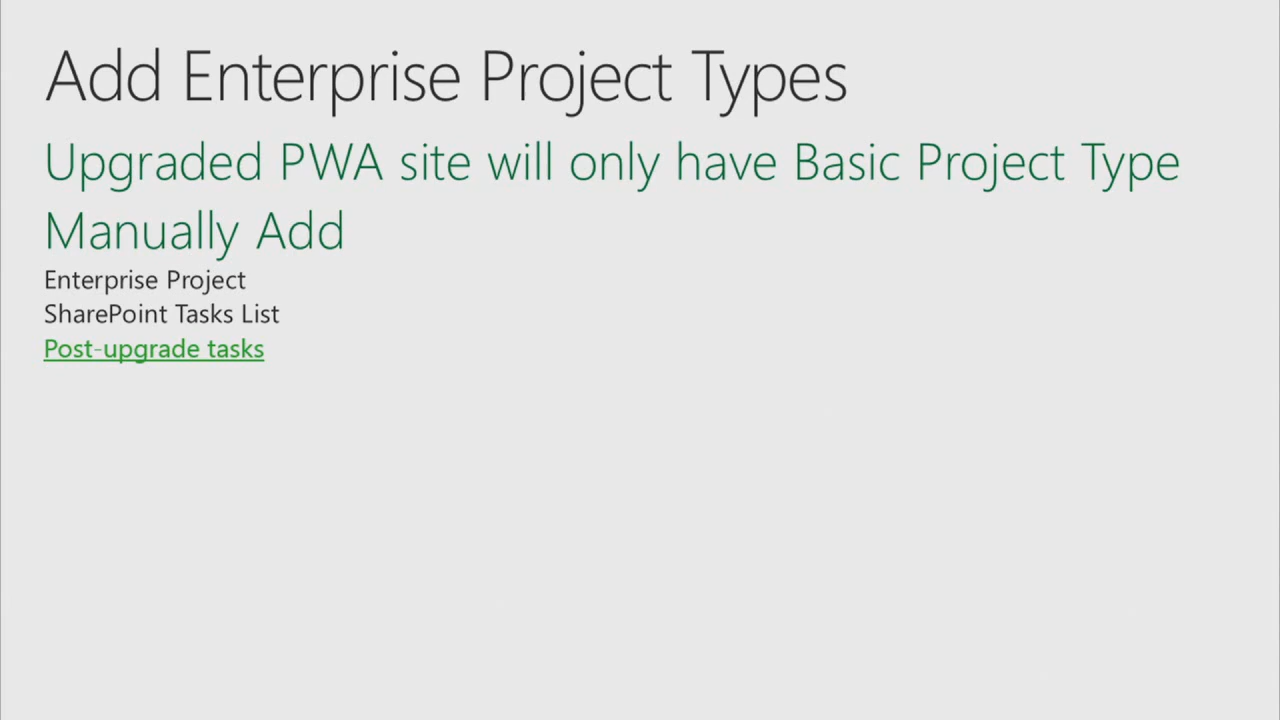 Add Enterprise Project Types
Upgraded PWA site will only have Basic Project Type
Manually Add
Enterprise Project
SharePoint Tasks List
Post-upgrade tasks